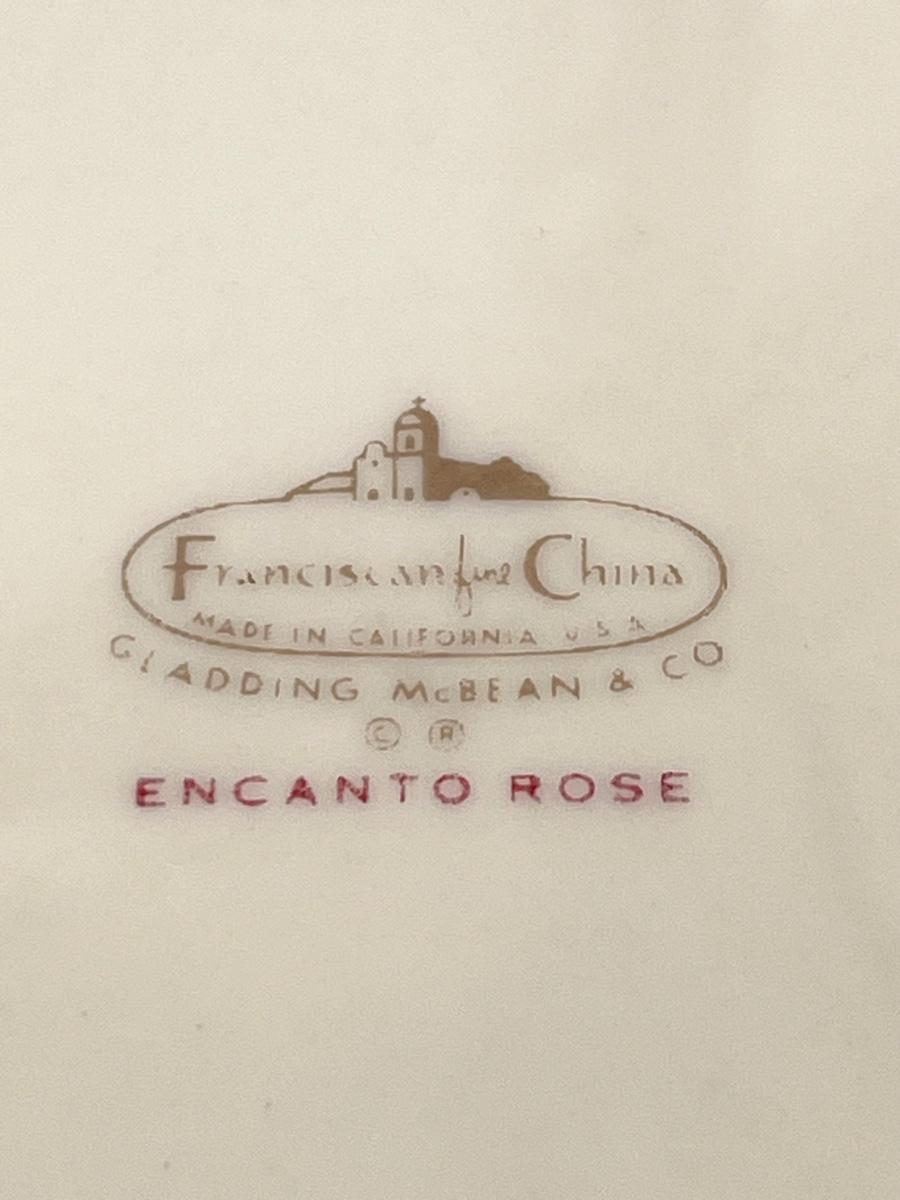 Franciscan fine China
MADE IN CALIFORNIA U S A
GLADDING McBEAN & CO
© ®
ENCANTO ROSE